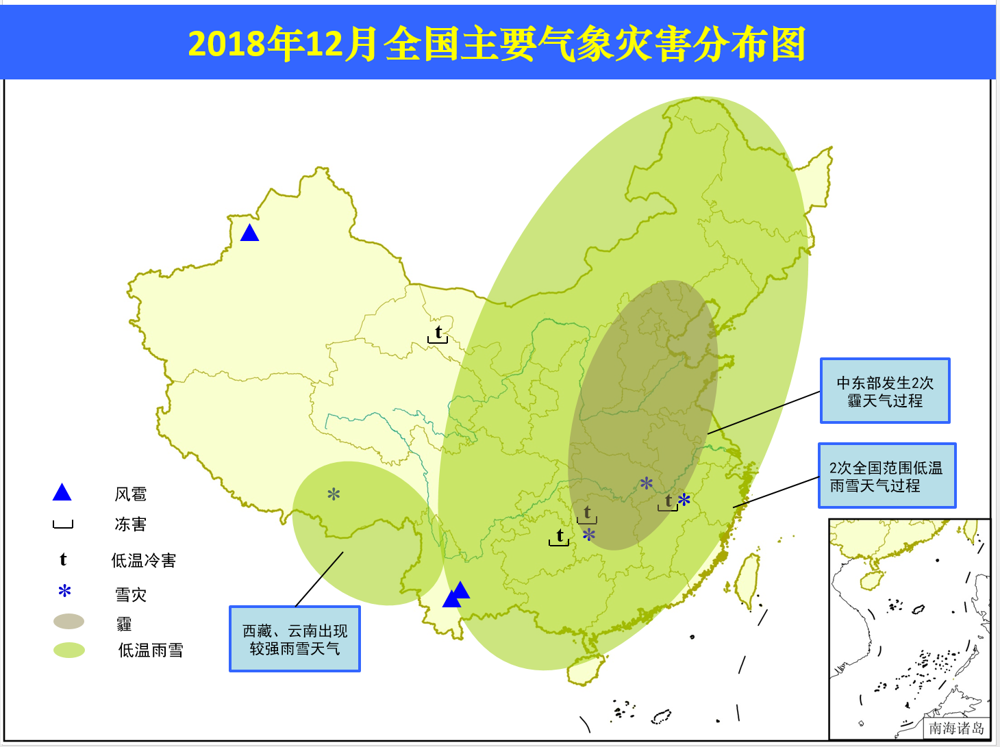 2018年12月全国主要气象灾害分布图
t
中东部发生2次
霾天气过程
2次全国范围低温
雨雪天气过程
t
t
t
西藏、云南出现
较强雨雪天气
风雹
冻害
t 低温冷害
雪灾
霾
低温雨雪
南海诸岛